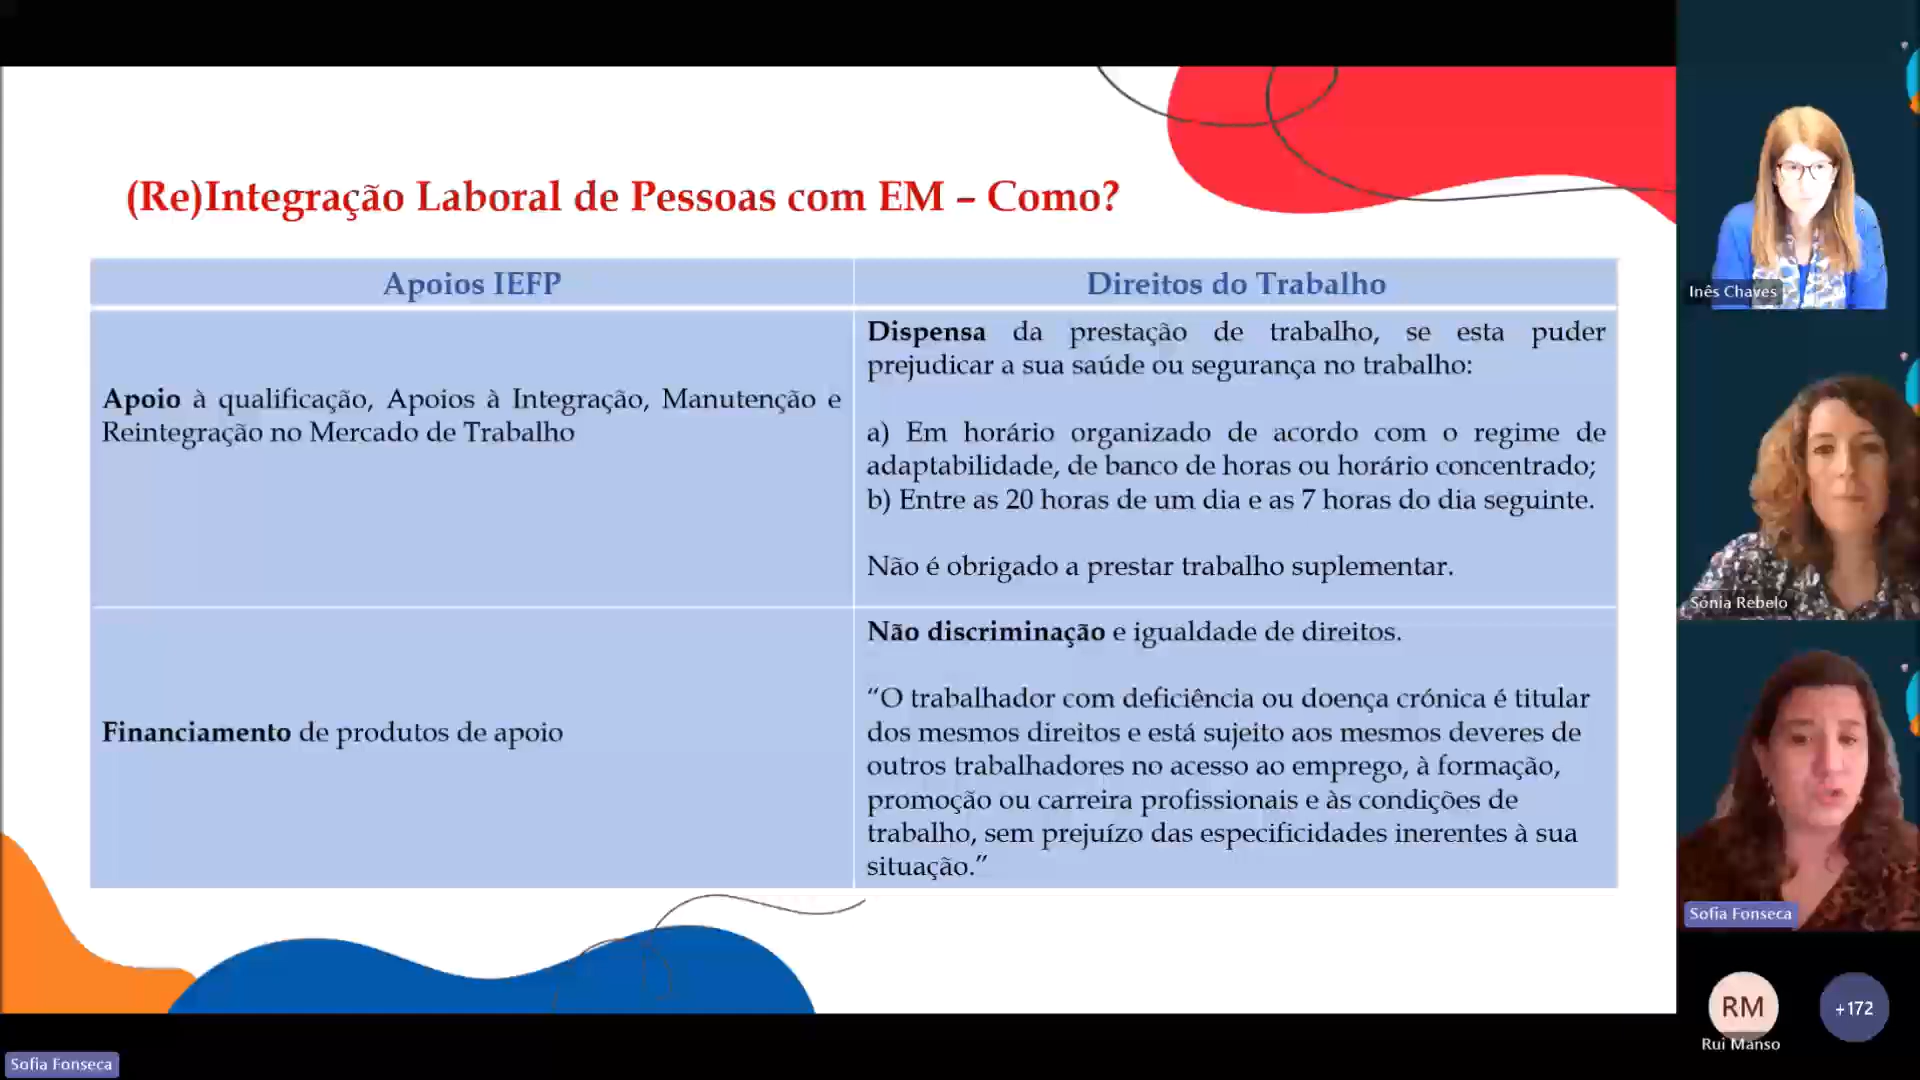 (Re)Integração Laboral de Pessoas com EM – Como?
Apoios IEFP
Direitos do Trabalho
Apoio à qualificação, Apoios à Integração, Manutenção e
Reintegração no Mercado de Trabalho
Dispensa da prestação de trabalho, se esta puder
prejudicar a sua saúde ou segurança no trabalho:
a) Em horário organizado de acordo com o regime de
adaptabilidade, de banco de horas ou horário concentrado;
b) Entre as 20 horas de um dia e as 7 horas do dia seguinte.
Não é obrigado a prestar trabalho suplementar.
Financiamento de produtos de apoio
Não discriminação e igualdade de direitos.
“O trabalhador com deficiência ou doença crónica é titular
dos mesmos direitos e está sujeito aos mesmos deveres de
outros trabalhadores no acesso ao emprego, à formação,
promoção ou carreira profissionais e às condições de
trabalho, sem prejuízo das especificidades inerentes à sua
situação.”
Inês Chaves
Sónia Rebelo
Sofia Fonseca
RM
+172
Rui Manso
Sofia Fonseca